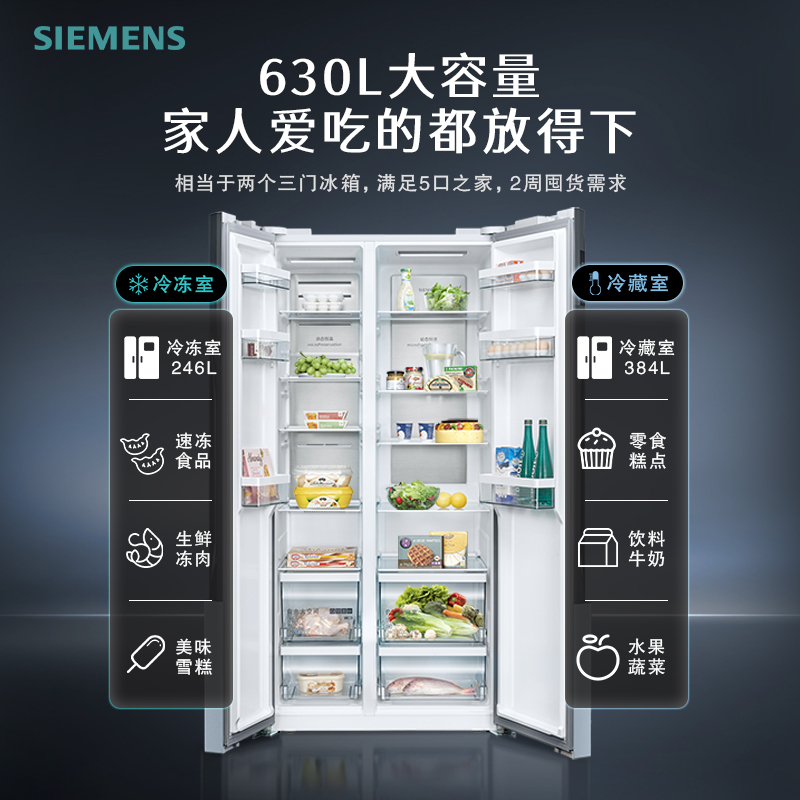 SIEMENS
630L大容量
家人爱吃的都放得下
相当于两个三门冰箱，满足5口之家，2周囤货需求
冷冻室
冷冻室
246L
速冻
食品
生鲜
冻肉
美味
雪糕
冷藏室
冷藏室
384L
零食
糕点
饮料
牛奶
水果
蔬菜